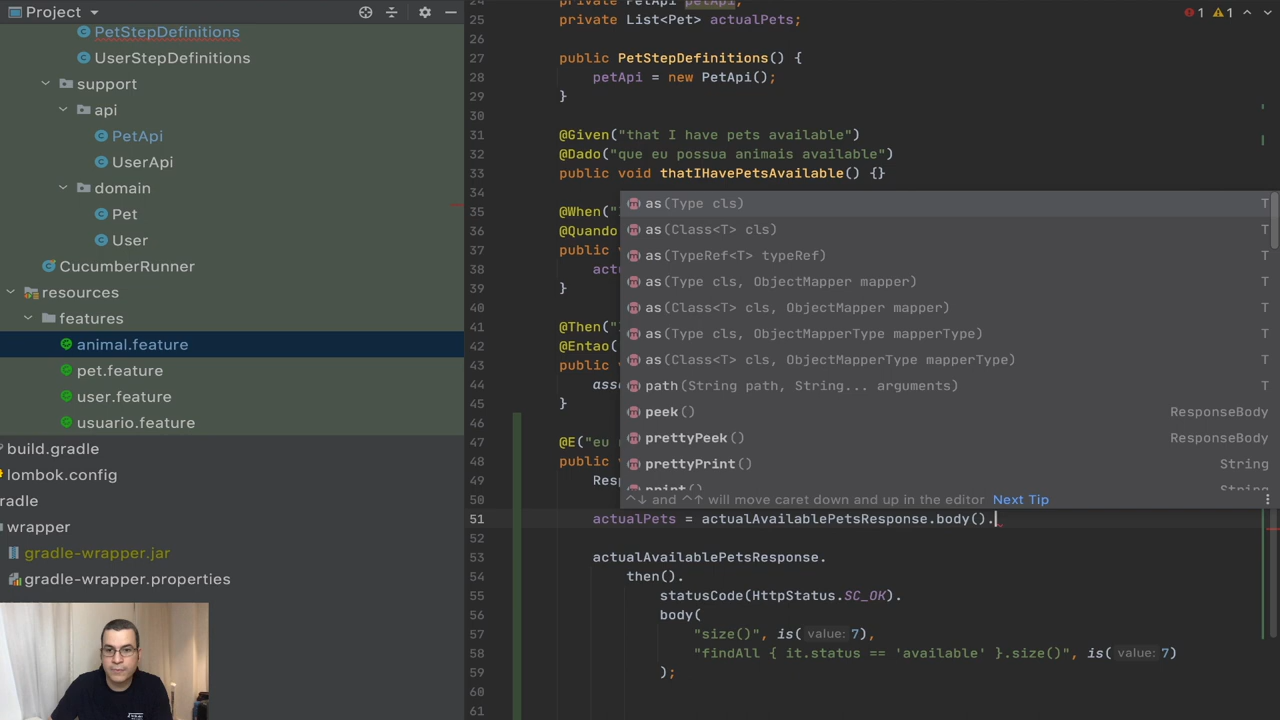 Project
PetStepDefinitions
UserStepDefinitions
support
api
PetApi
UserApi
domain
Pet
User
CucumberRunner
resources
features
animal.feature
pet.feature
user.feature
usuario.feature
build.gradle
lombok.config
radle
wrapper
gradle-wrapper.jar
gradle-wrapper.properties
1 1
24 private PetApi petApi;
25 private List<Pet> actualPets;
26
27 public PetStepDefinitions() {
28 petApi = new PetApi();
29 }
30
31 @Given("that I have pets available")
32 @Dado("que eu possua animais available")
33 public void thatIHavePetsAvailable() {}
34
35 @When("
36 @Quando
37 public
38 actu
39 }
40
41 @Then("
42 @Entao(
43 public
44 ass
45 }
46
47 @E("eu
48 public
49 Resp
50
51 actualPets = actualAvailablePetsResponse.body().
52
53 actualAvailablePetsResponse.
54 then().
55 statusCode(HttpStatus.SC_OK).
56 body(
57 "size()", is( value: 7),
58 "findAll { it.status == 'available' }.size()", is( value: 7)
59 );
60
61
as(Type cls) T
as(Class<T> cls) T
as(TypeRef<T> typeRef) T
as(Type cls, ObjectMapper mapper) T
as(Class<T> cls, ObjectMapper mapper) T
as(Type cls, ObjectMapperType mapperType) T
as(Class<T> cls, ObjectMapperType mapperType) T
path(String path, String... arguments) T
peek() ResponseBody
prettyPeek() ResponseBody
prettyPrint() String
print() String
^↓ and ^↑ will move caret down and up in the editor Next Tip